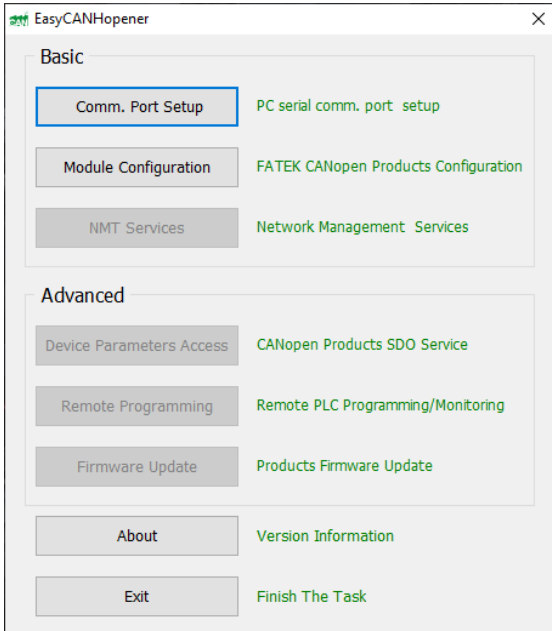 EasyCANHopener
Basic
Comm. Port Setup PC serial comm. port setup
Module Configuration FATEK CANopen Products Configuration
NMT Services Network Management Services
Advanced
Device Parameters Access CANopen Products SDO Service
Remote Programming Remote PLC Programming/Monitoring
Firmware Update Products Firmware Update
About Version Information
Exit Finish The Task